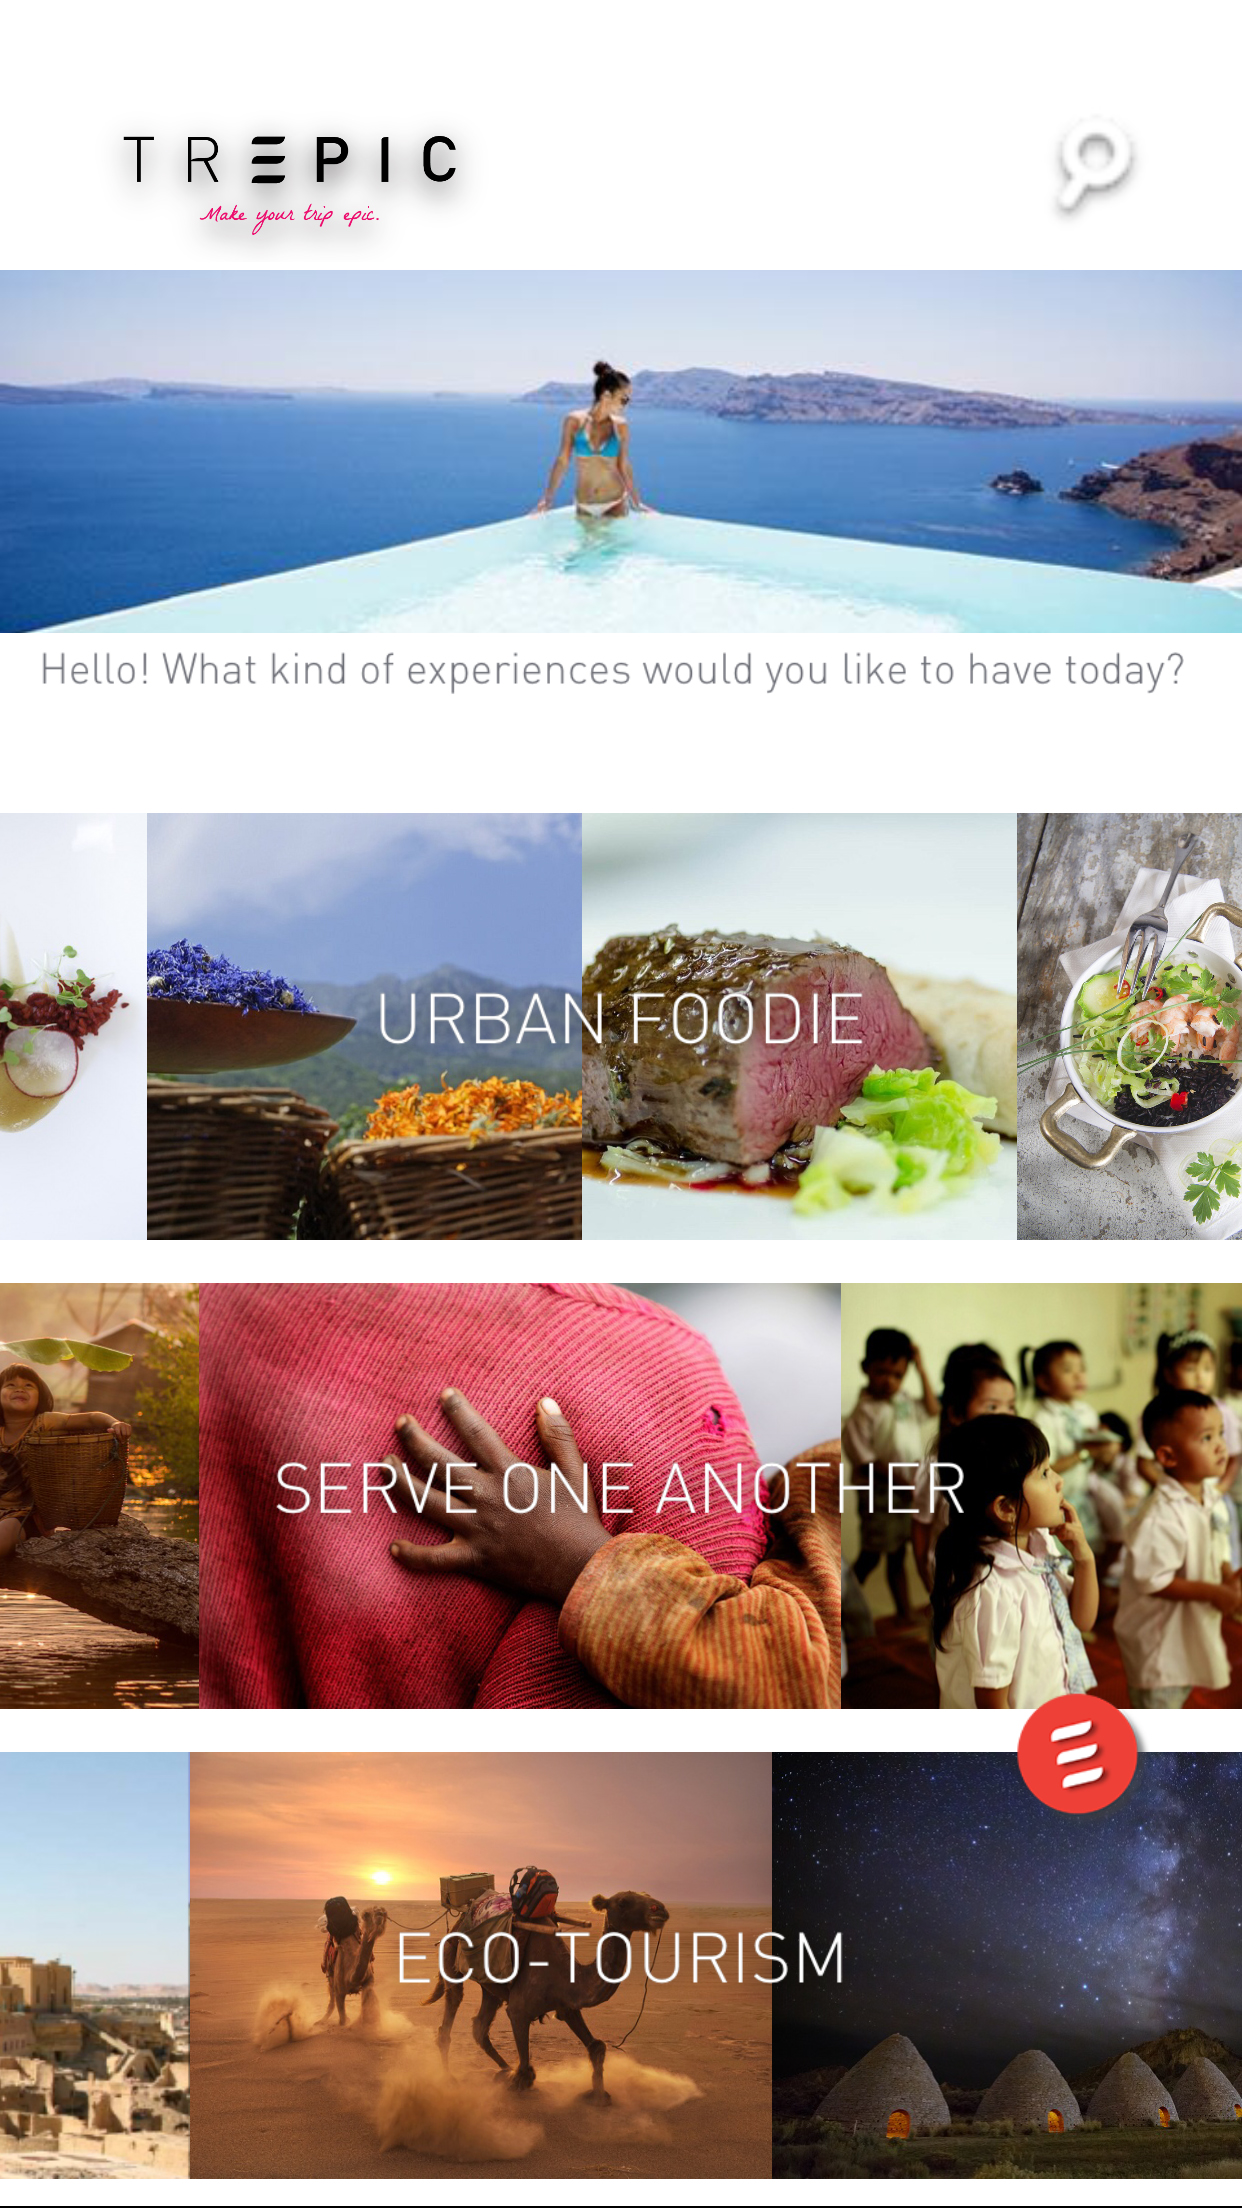 TREPIC
Make your trip epic.
Hello! What kind of experiences would you like to have today?
URBAN FOODIE
SERVE ONE ANOTHER
ECO-TOURISM